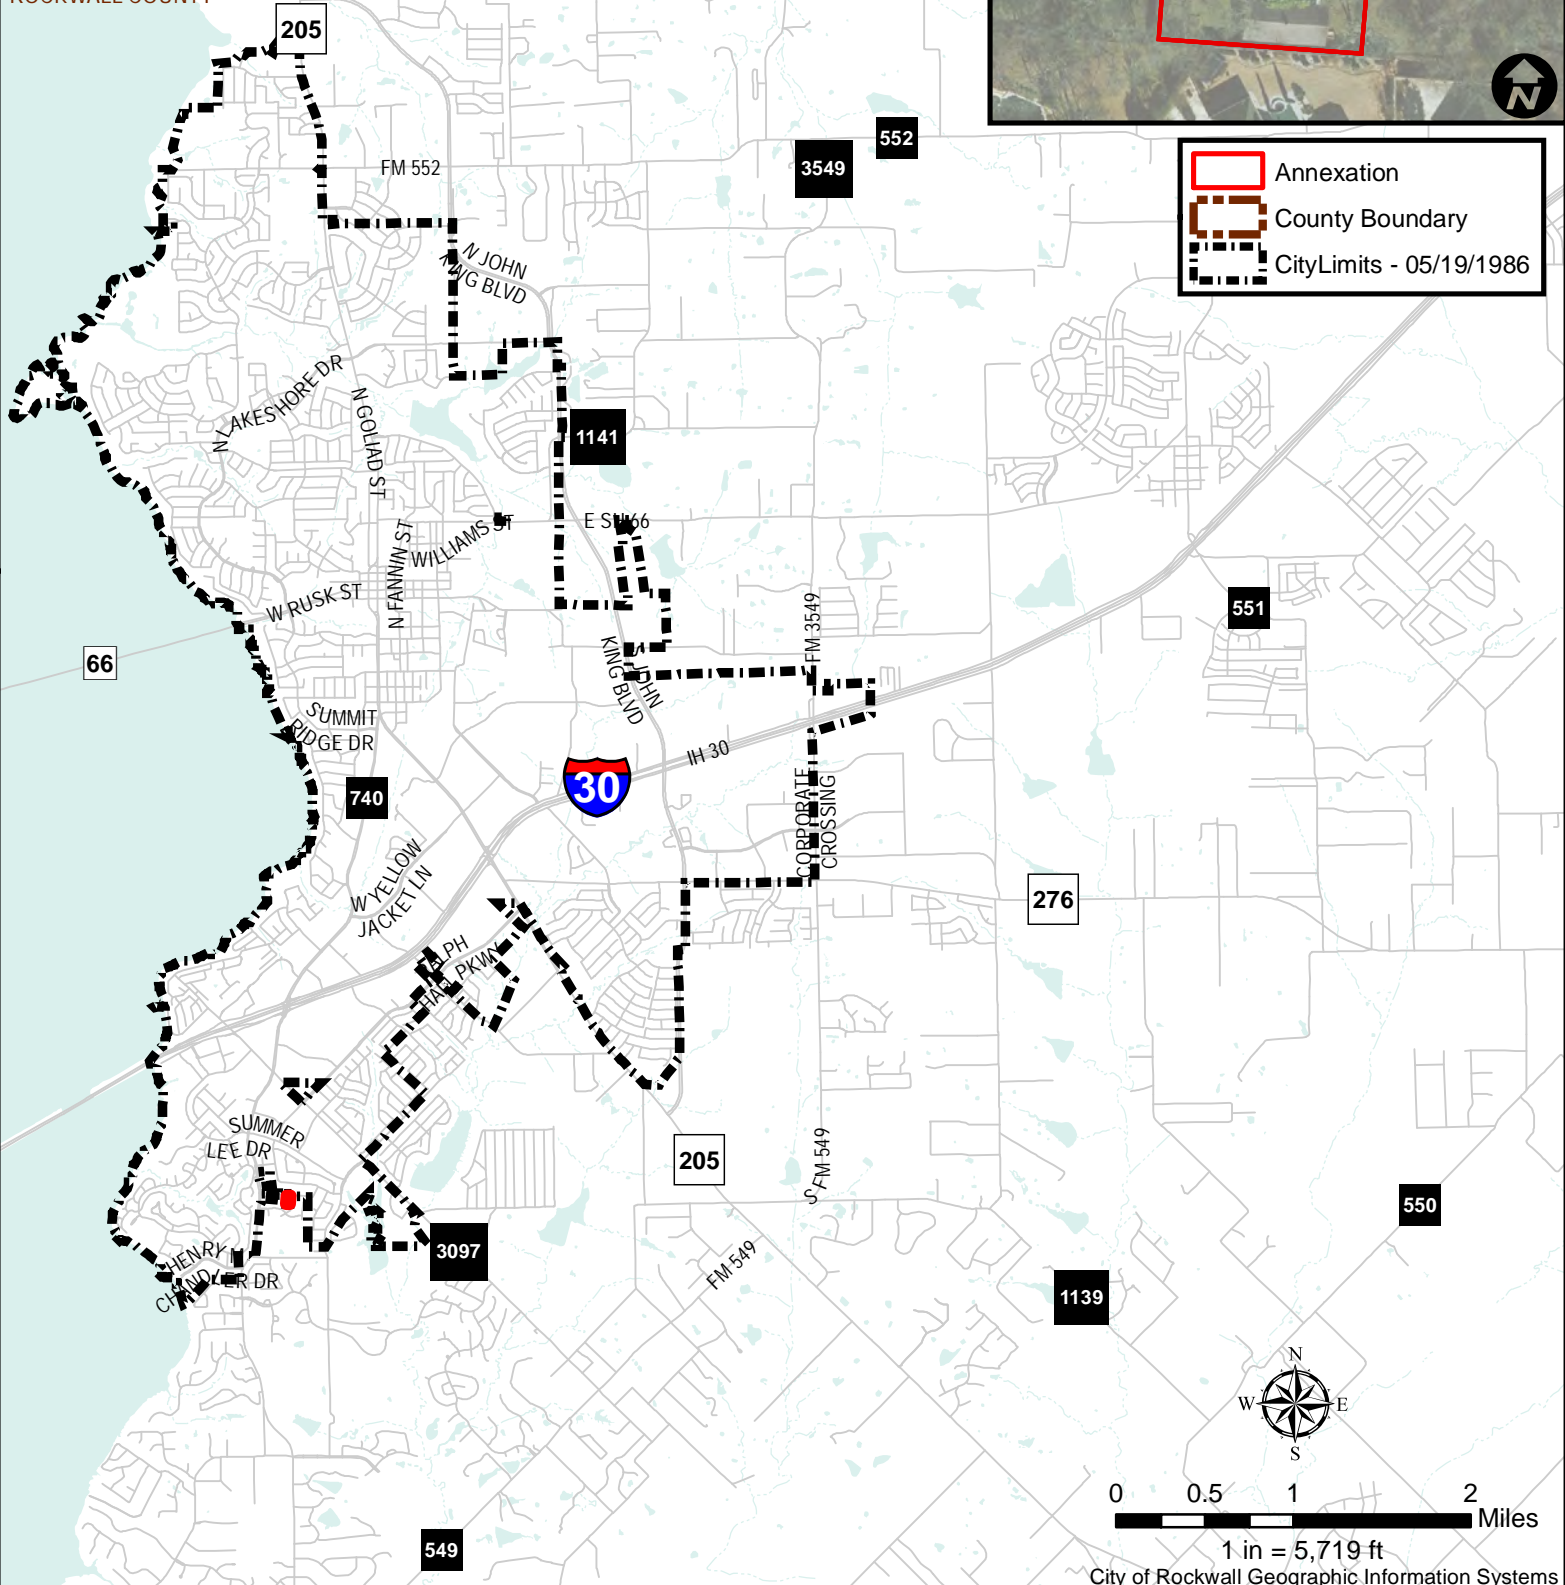 ROCKWALL COUNTY
205
552
3549
FM 552
Annexation
County Boundary
CityLimits - 05/19/1986
N JOHN
KING BLVD
N LAKESHORE DR
N GOLIAD ST
1141
E SH 66
WILLIAMS ST
N FANNIN ST
W RUSK ST
FM 3549
551
66
S JOHN
KING BLVD
SUMMIT
RIDGE DR
IH 30
30
740
CORPORATE
CROSSING
W YELLOW
JACKET LN
276
RALPH
HALL PKWY
SUMMER
LEE DR
205
S FM 549
550
3097
HENRY M
CHANDLER DR
FM 549
1139
N
W
E
S
0 0.5 1 2
Miles
549
1 in = 5,719 ft
City of Rockwall Geographic Information Systems
N